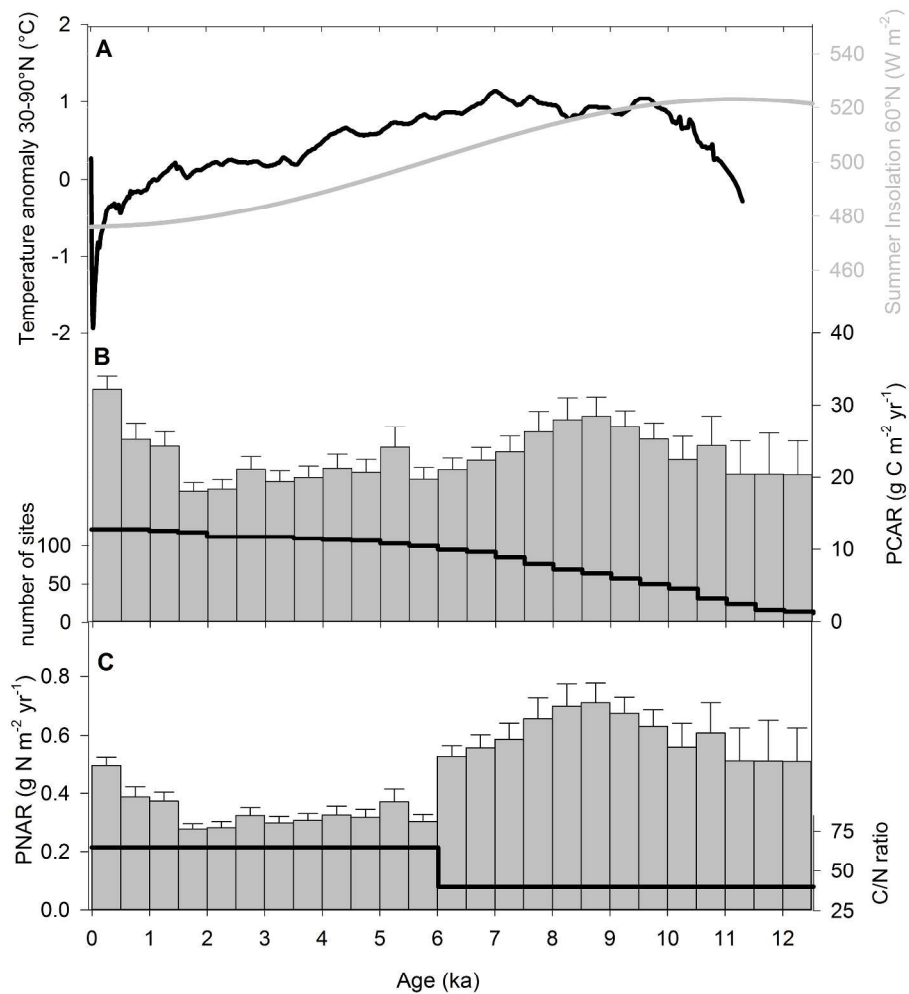 A
Temperature anomaly 30-90°N (°C)
2
1
0
-1
-2
Summer Insolation 60°N (W m⁻²)
540
520
500
480
460
B
number of sites
100
50
0
PCAR (g C m⁻² yr⁻¹)
40
30
20
10
0
C
PNAR (g N m⁻² yr⁻¹)
0.8
0.6
0.4
0.2
0.0
C/N ratio
75
50
25
0 1 2 3 4 5 6 7 8 9 10 11 12
Age (ka)